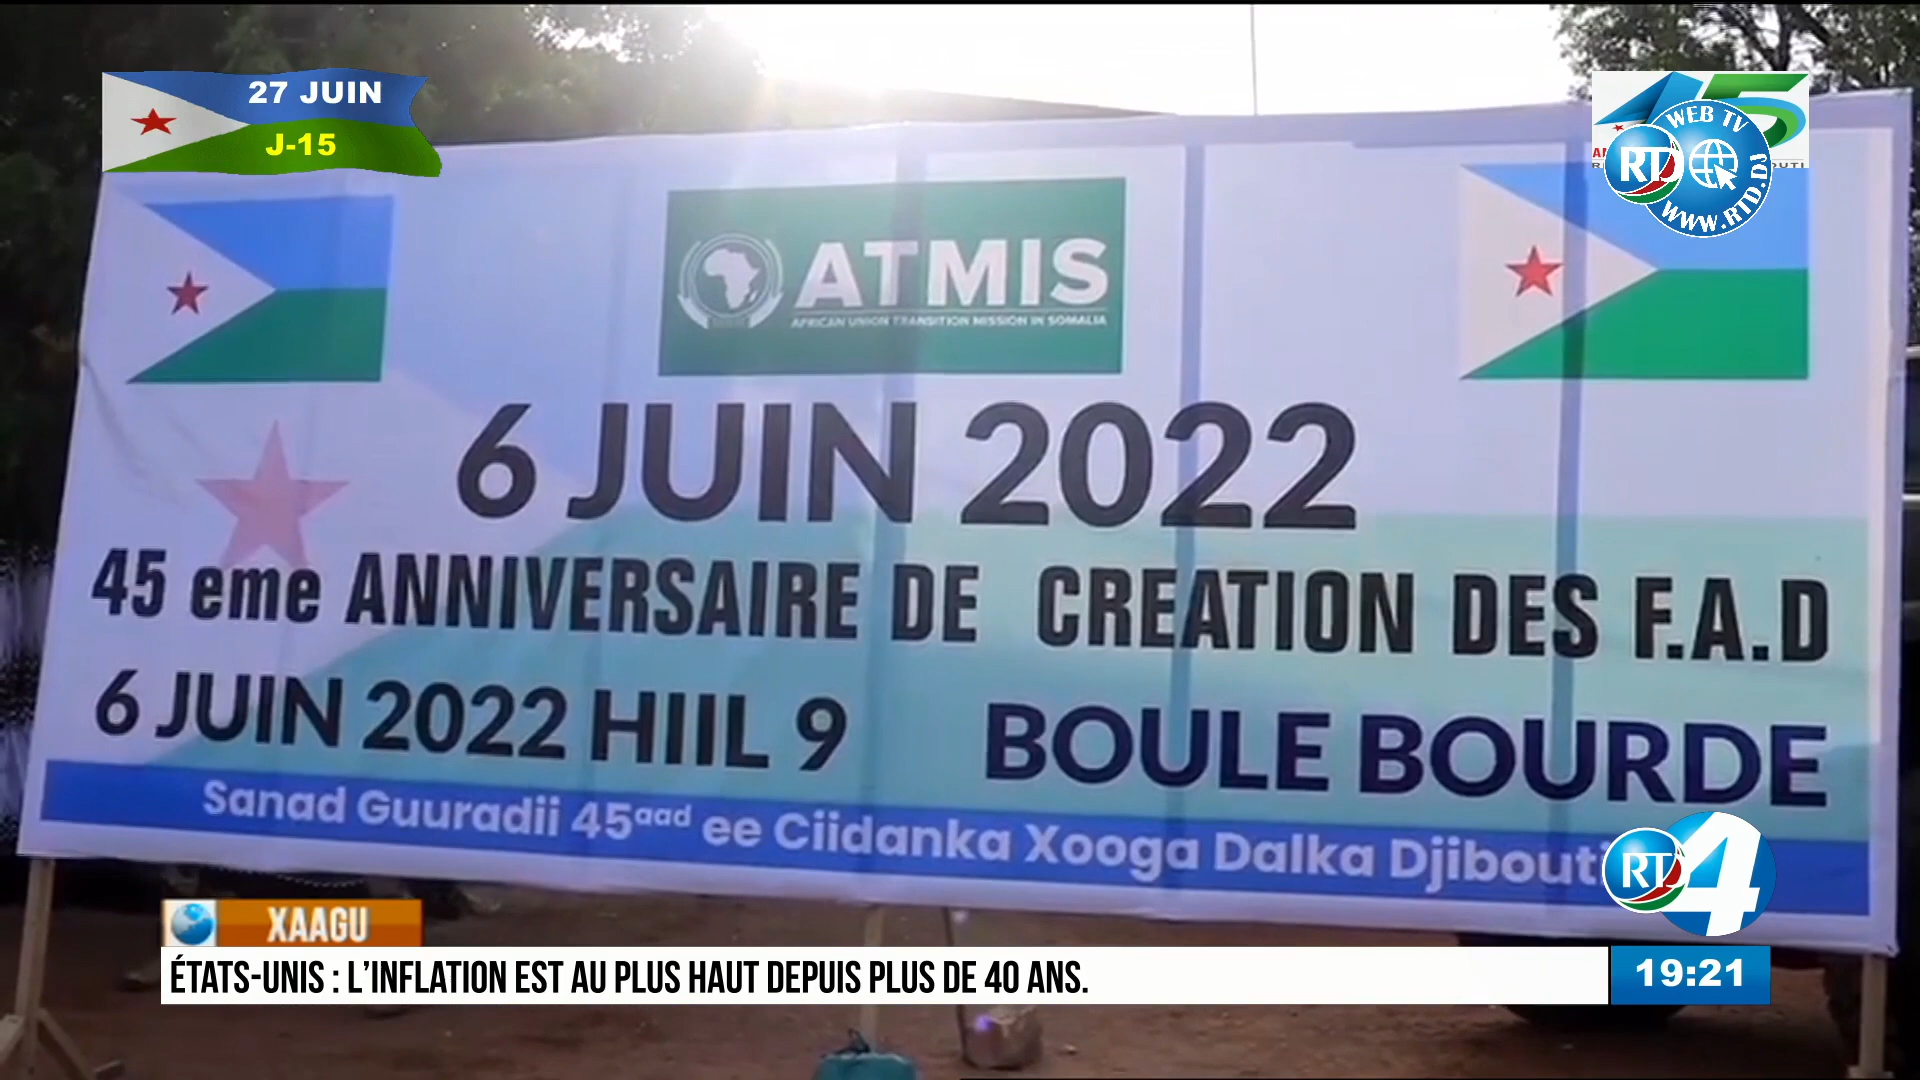 27 JUIN
J-15
WEB TV
RTD
WWW.RTD.DJ
ATMIS
AFRICAN UNION TRANSITION MISSION IN SOMALIA
6 JUIN 2022
45 eme ANNIVERSAIRE DE CREATION DES F.A.D
6 JUIN 2022 HIIL 9 BOULE BOURDE
Sanad Guuradii 45aad ee Ciidanka Xooga Dalka Djibouti
RTD 4
XAAGU
ÉTATS-UNIS : L'INFLATION EST AU PLUS HAUT DEPUIS PLUS DE 40 ANS.
19:21